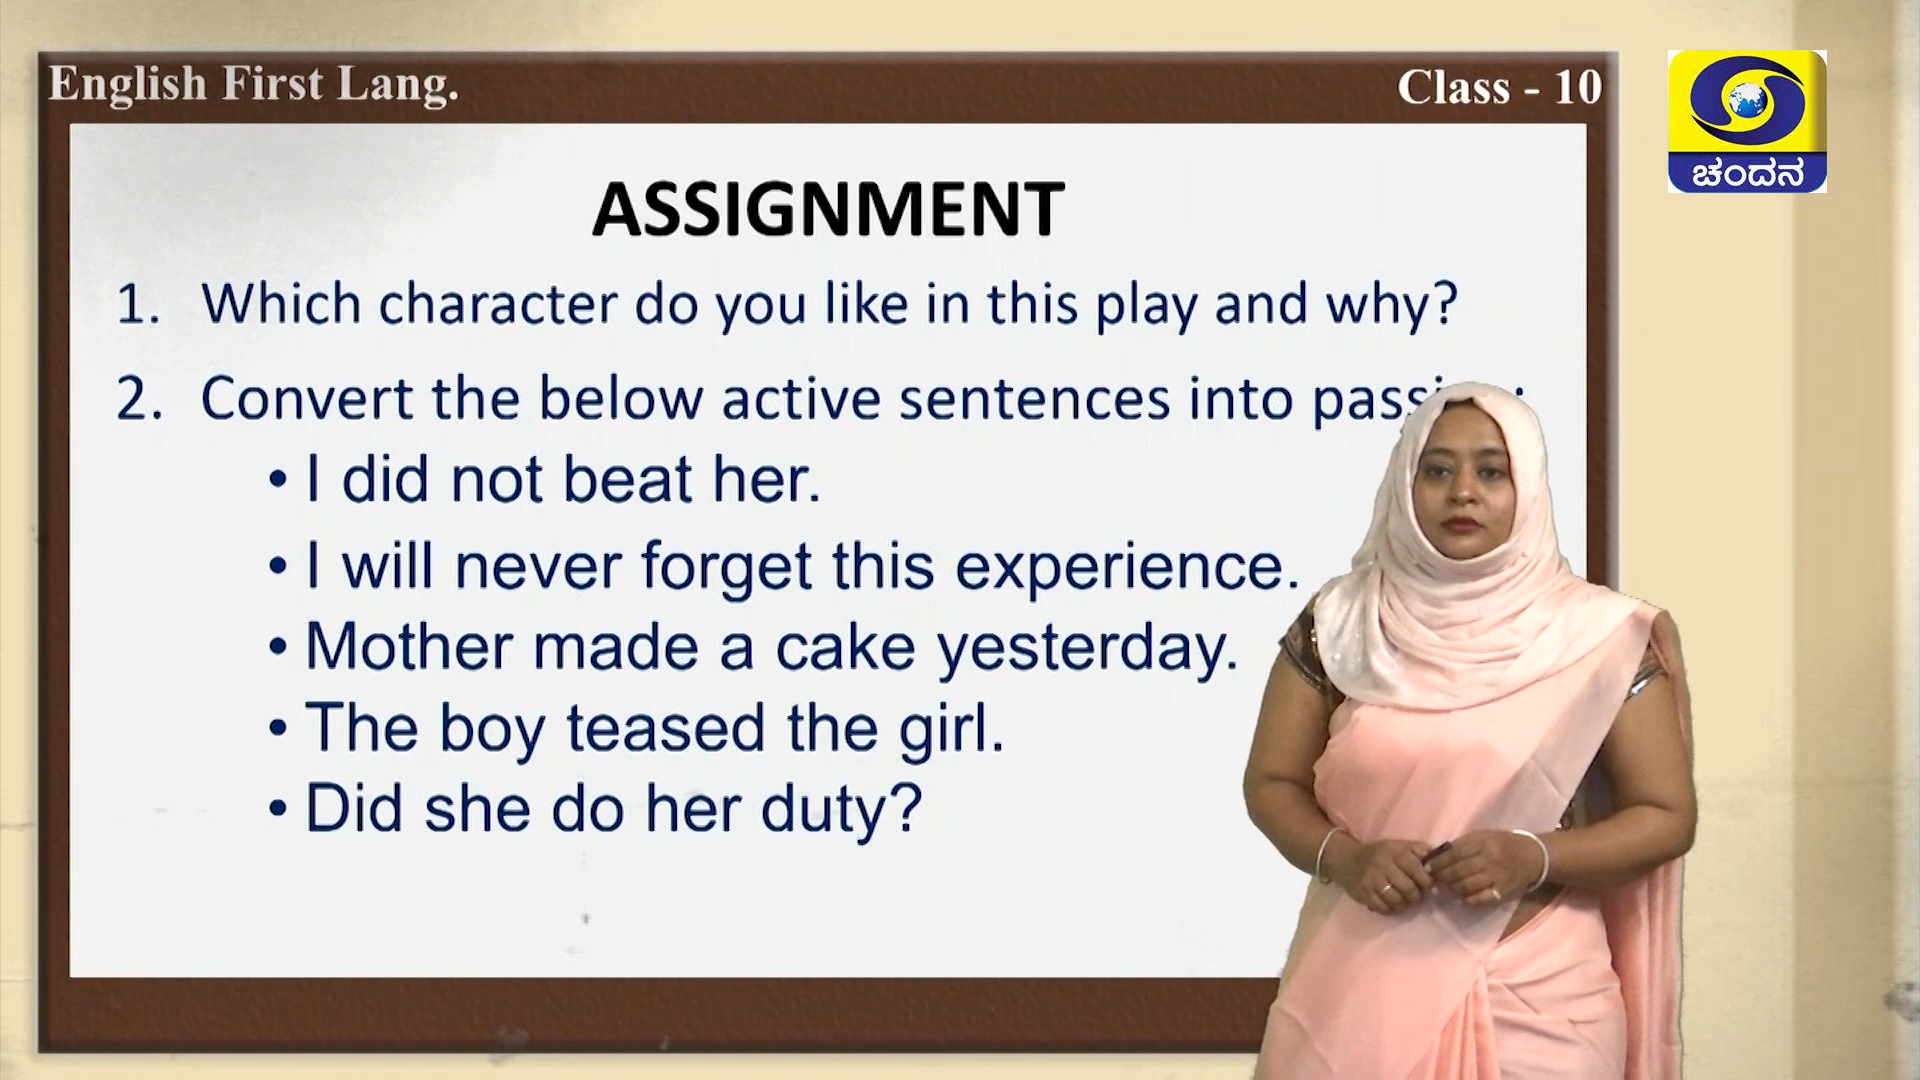 English First Lang.
Class - 10
ಚಂದನ
ASSIGNMENT
1. Which character do you like in this play and why?
2. Convert the below active sentences into
• I did not beat her.
• I will never forget this experience.
• Mother made a cake yesterday.
• The boy teased the girl.
• Did she do her duty?